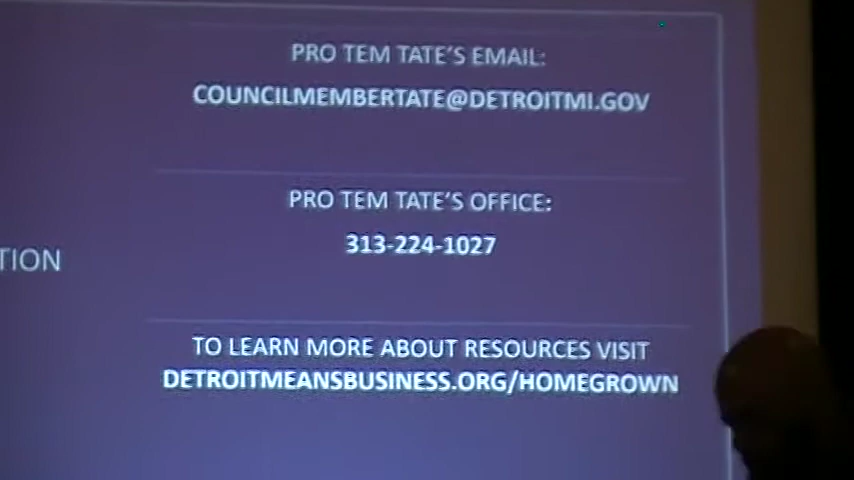 PRO TEM TATE'S EMAIL:
COUNCILMEMBERTATE@DETROITMI.GOV
PRO TEM TATE'S OFFICE:
313-224-1027
TION
TO LEARN MORE ABOUT RESOURCES VISIT
DETROITMEANSBUSINESS.ORG/HOMEGROWN